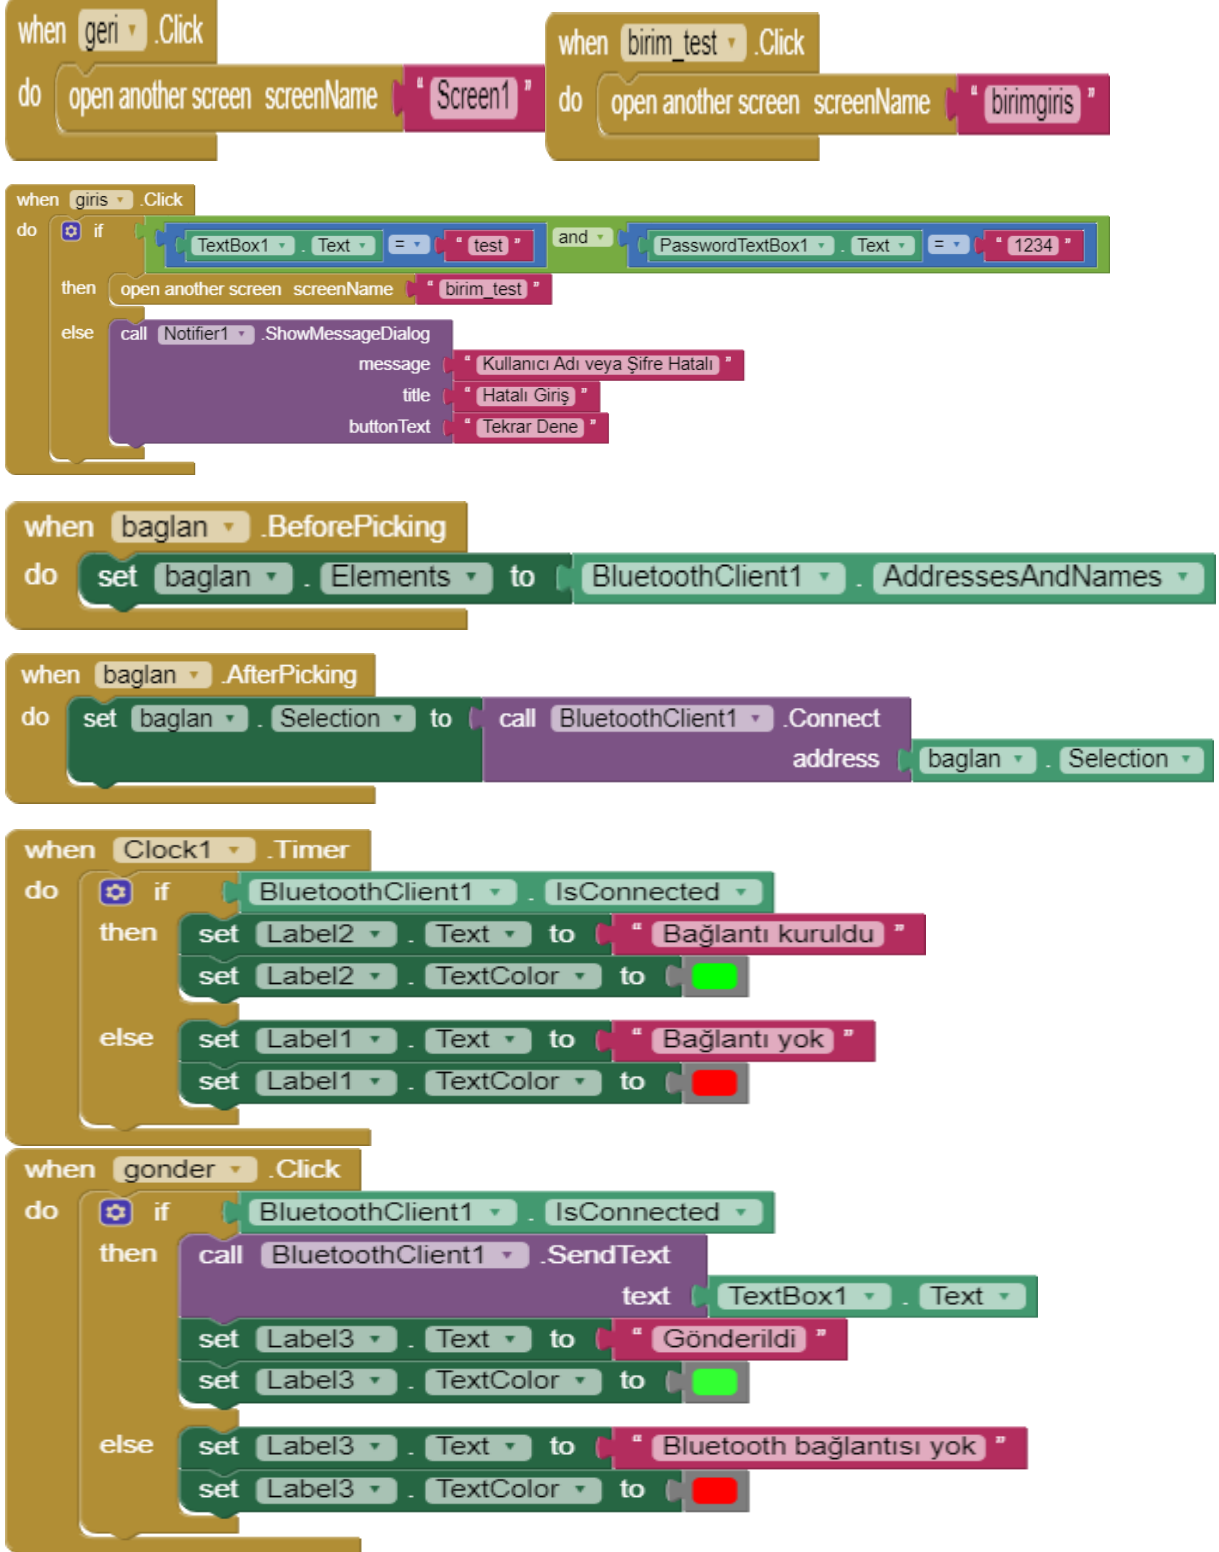 when geri .Click
do open another screen screenName " Screen1 "
when birim_test .Click
do open another screen screenName " birimgiris "
when giris .Click
do if TextBox1 . Text = " test " and PasswordTextBox1 . Text = " 1234 "
then open another screen screenName " birim_test "
else call Notifier1 .ShowMessageDialog
message " Kullanıcı Adı veya Şifre Hatalı "
title " Hatalı Giriş "
buttonText " Tekrar Dene "
when baglan .BeforePicking
do set baglan . Elements to BluetoothClient1 . AddressesAndNames
when baglan .AfterPicking
do set baglan . Selection to call BluetoothClient1 .Connect
address baglan . Selection
when Clock1 .Timer
do if BluetoothClient1 . IsConnected
then set Label2 . Text to " Bağlantı kuruldu "
set Label2 . TextColor to
else set Label1 . Text to " Bağlantı yok "
set Label1 . TextColor to
when gonder .Click
do if BluetoothClient1 . IsConnected
then call BluetoothClient1 .SendText
text TextBox1 . Text
set Label3 . Text to " Gönderildi "
set Label3 . TextColor to
else set Label3 . Text to " Bluetooth bağlantısı yok "
set Label3 . TextColor to